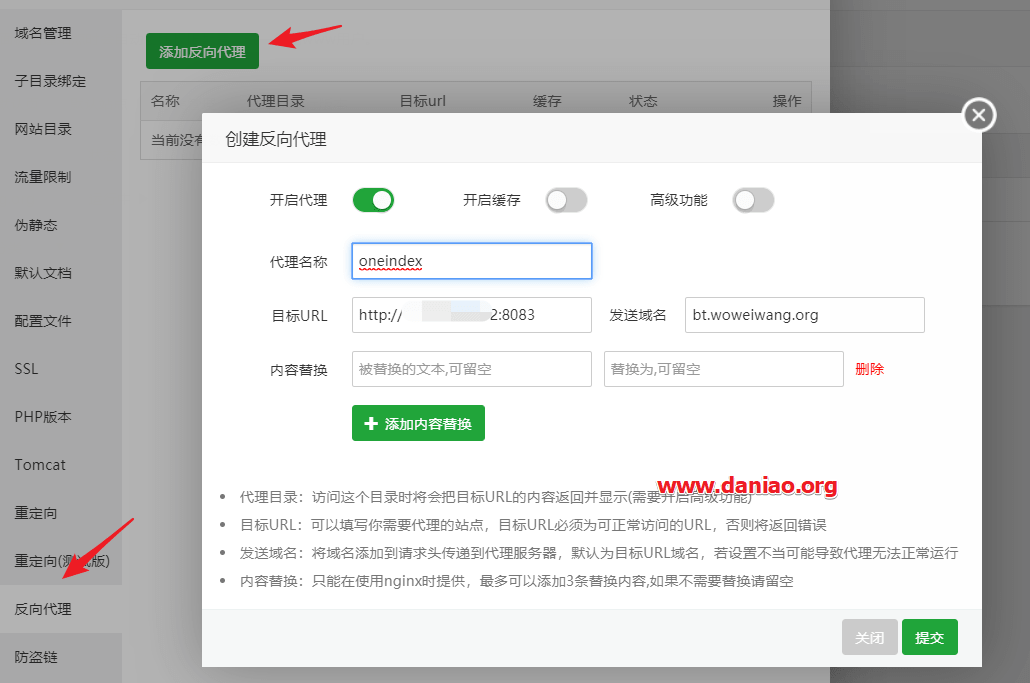 域名管理
子目录绑定
网站目录
流量限制
伪静态
默认文档
配置文件
SSL
PHP版本
Tomcat
重定向
重定向(测试版)
反向代理
防盗链
添加反向代理
名称 代理目录 目标url 缓存 状态 操作
当前没有
创建反向代理
开启代理 开启缓存 高级功能
代理名称 oneindex
目标URL http:// 2:8083 发送域名 bt.woweiwang.org
内容替换 被替换的文本,可留空 替换为,可留空 删除
添加内容替换
www.daniao.org
代理目录：访问这个目录时将会把目标URL的内容返回并显示(需要开启高级功能)
目标URL：可以填写你需要代理的站点，目标URL必须为可正常访问的URL，否则将返回错误
发送域名：将域名添加到请求头传递到代理服务器，默认为目标URL域名，若设置不当可能导致代理无法正常运行
内容替换：只能在使用nginx时提供，最多可以添加3条替换内容,如果不需要替换请留空
关闭 提交